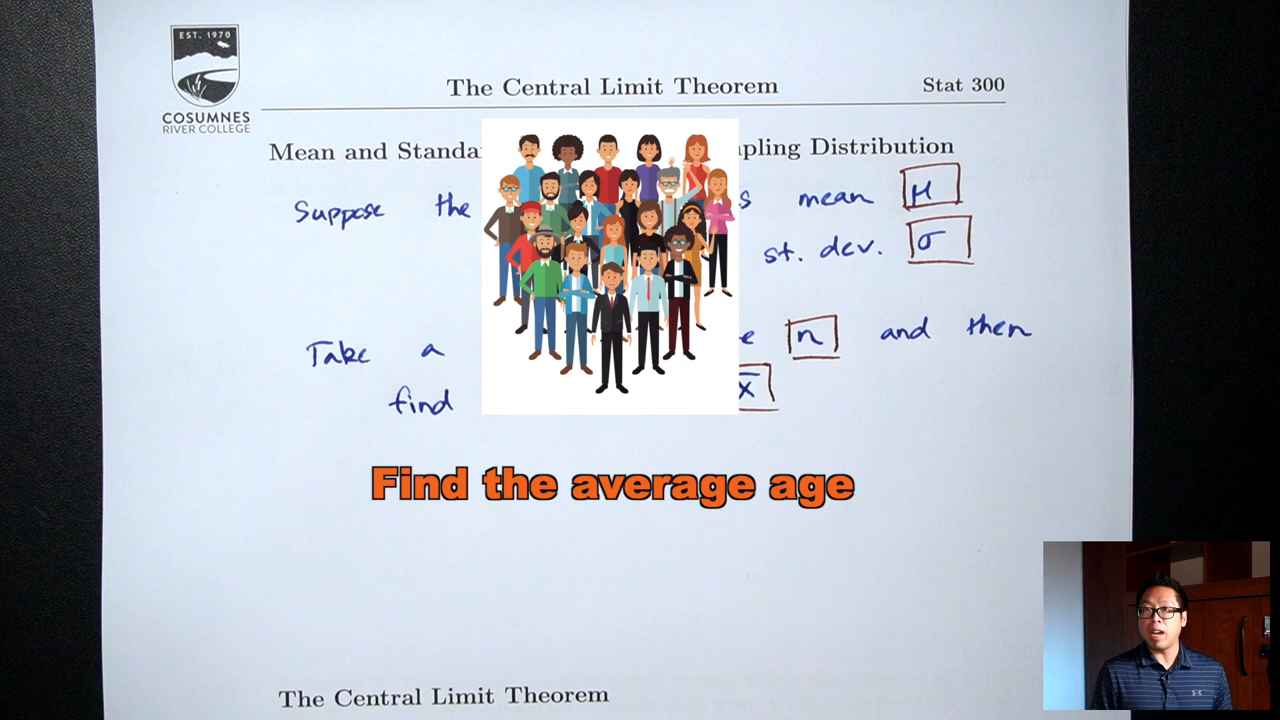 EST. 1970
COSUMNES
RIVER COLLEGE
The Central Limit Theorem Stat 300
Mean and Standa pling Distribution
Suppose the s mean μ
st. dev. σ
Take a e n and then
find x̄
Find the average age
The Central Limit Theorem